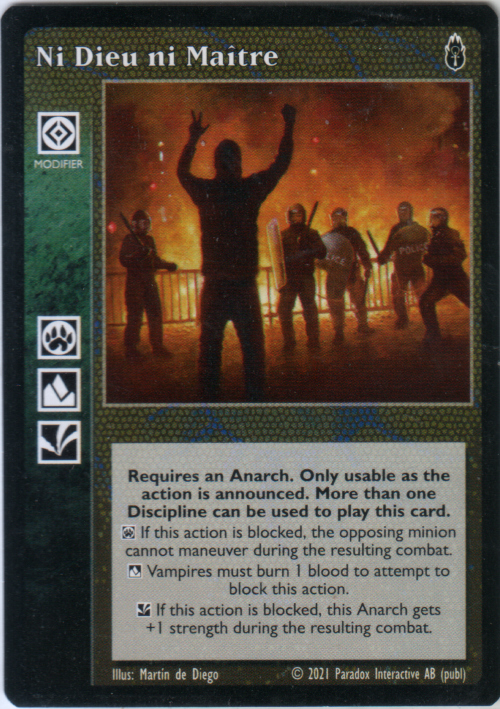 Ni Dieu ni Maître
MODIFIER
POLICE
POLICE
Requires an Anarch. Only usable as the
action is announced. More than one
Discipline can be used to play this card.
If this action is blocked, the opposing minion
cannot maneuver during the resulting combat.
Vampires must burn 1 blood to attempt to
block this action.
If this action is blocked, this Anarch gets
+1 strength during the resulting combat.
Illus: Martin de Diego © 2021 Paradox Interactive AB (publ)